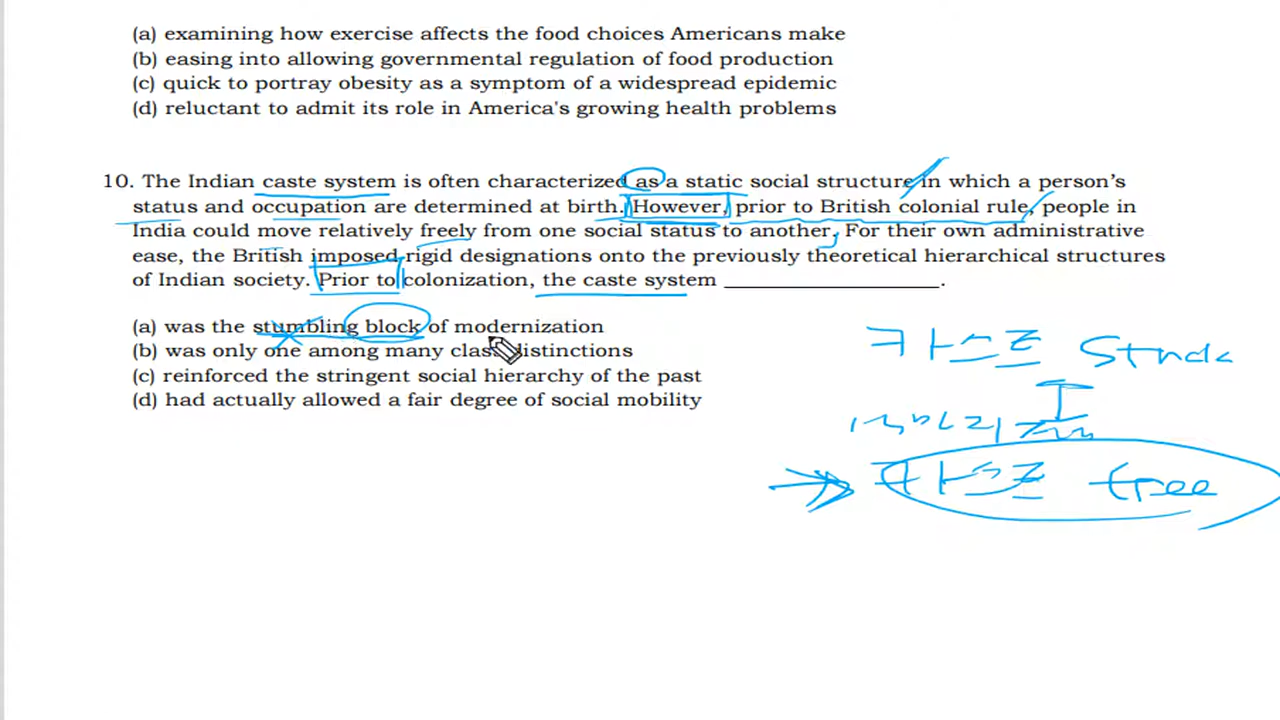 (a) examining how exercise affects the food choices Americans make
(b) easing into allowing governmental regulation of food production
(c) quick to portray obesity as a symptom of a widespread epidemic
(d) reluctant to admit its role in America's growing health problems
10. The Indian caste system is often characterized as a static social structure in which a person's
status and occupation are determined at birth. However, prior to British colonial rule, people in
India could move relatively freely from one social status to another. For their own administrative
ease, the British imposed rigid designations onto the previously theoretical hierarchical structures
of Indian society. Prior to colonization, the caste system ____________________.
(a) was the stumbling block of modernization
(b) was only one among many class distinctions
(c) reinforced the stringent social hierarchy of the past
(d) had actually allowed a fair degree of social mobility
카스트
카스트 free